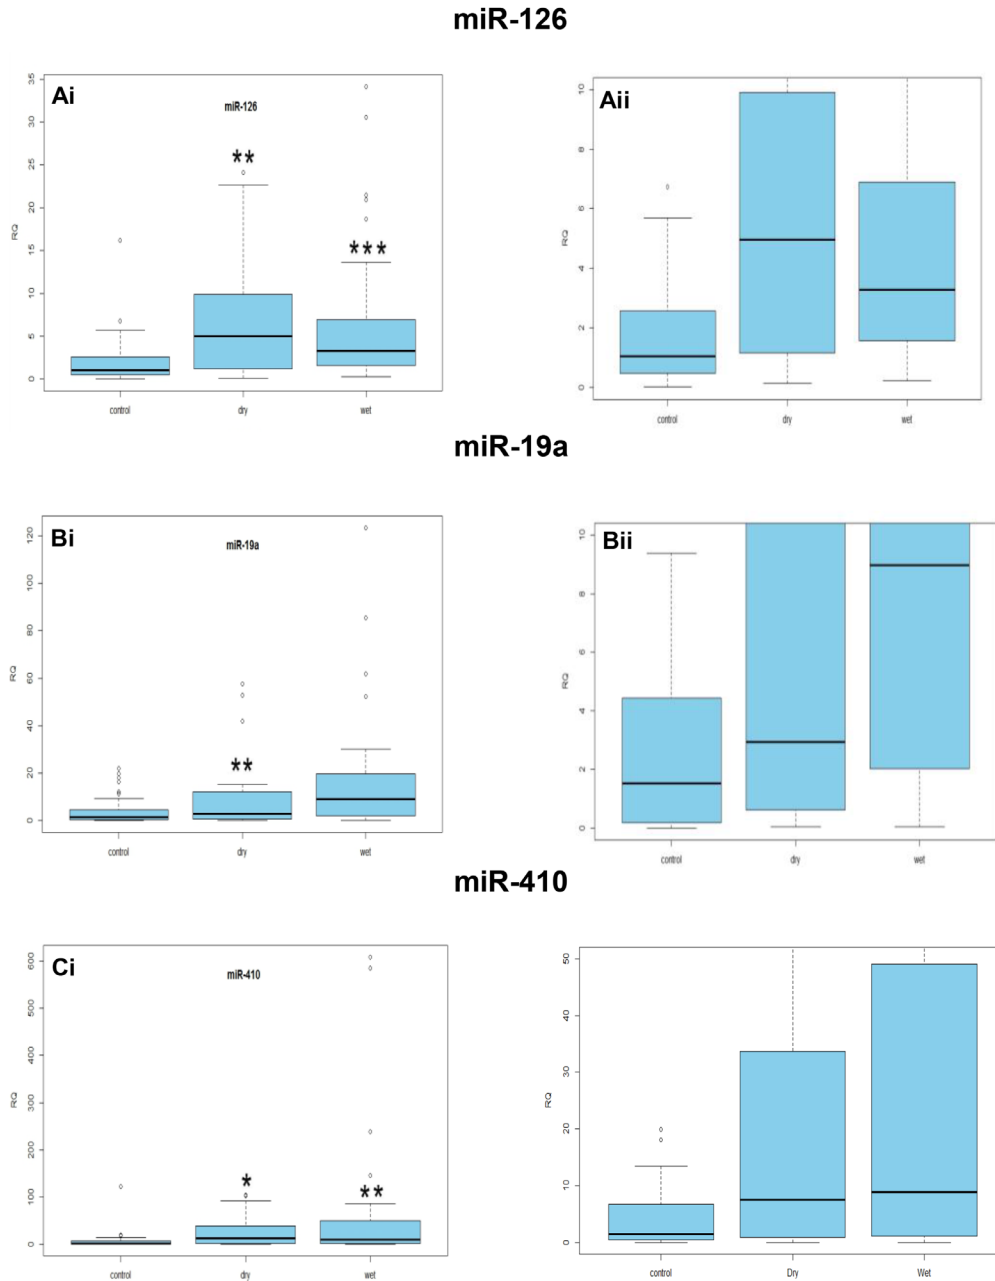 miR-126
Ai
miR-126
**
***
RQ
35
30
25
20
15
10
5
0
control dry wet
Aii
RQ
10
8
6
4
2
0
control dry wet
miR-19a
Bi
miR-19a
**
RQ
120
100
80
60
40
20
0
control dry wet
Bii
RQ
10
8
6
4
2
0
control dry wet
miR-410
Ci
miR-410
*
**
RQ
600
500
400
300
200
100
0
control dry wet
RQ
50
40
30
20
10
0
control Dry Wet